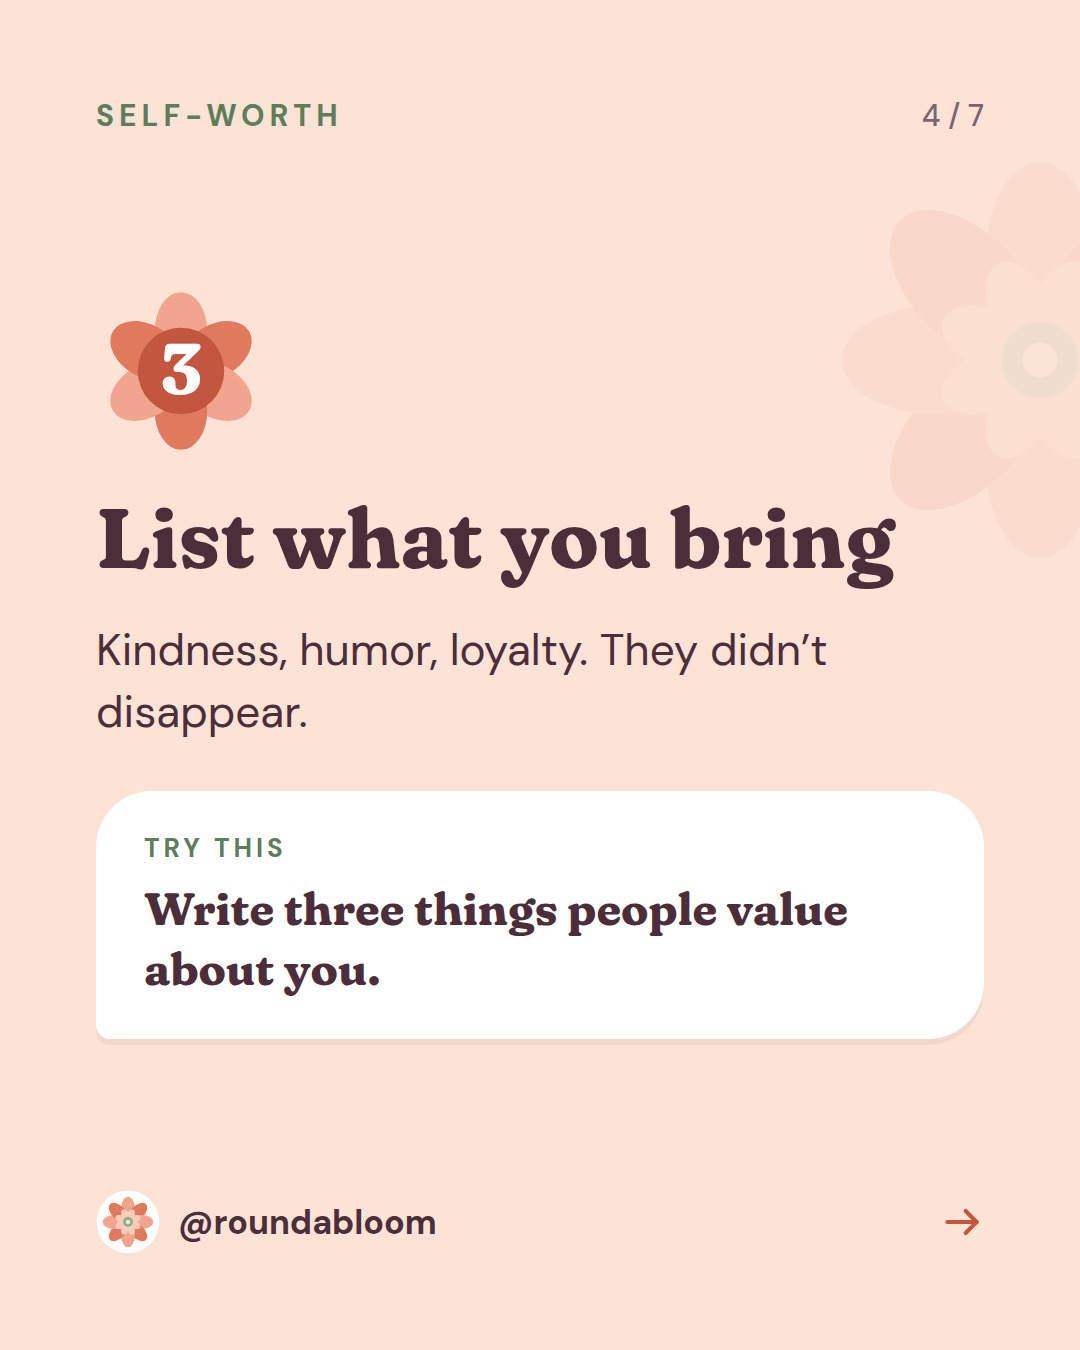 SELF-WORTH
4 / 7
3
List what you bring
Kindness, humor, loyalty. They didn’t
disappear.
TRY THIS
Write three things people value
about you.
@roundabloom